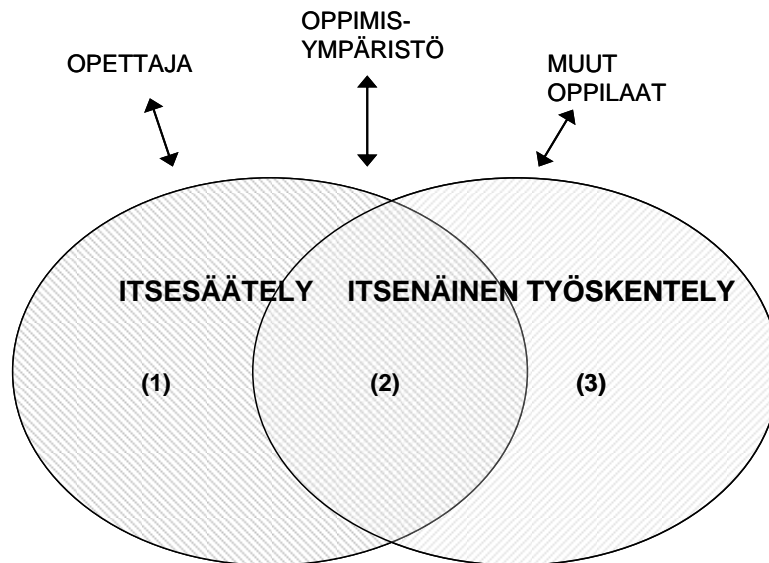 OPPIMIS-
YMPÄRISTÖ
OPETTAJA
MUUT
OPPILAAT
ITSESÄÄTELY
ITSENÄINEN TYÖSKENTELY
(1)
(2)
(3)